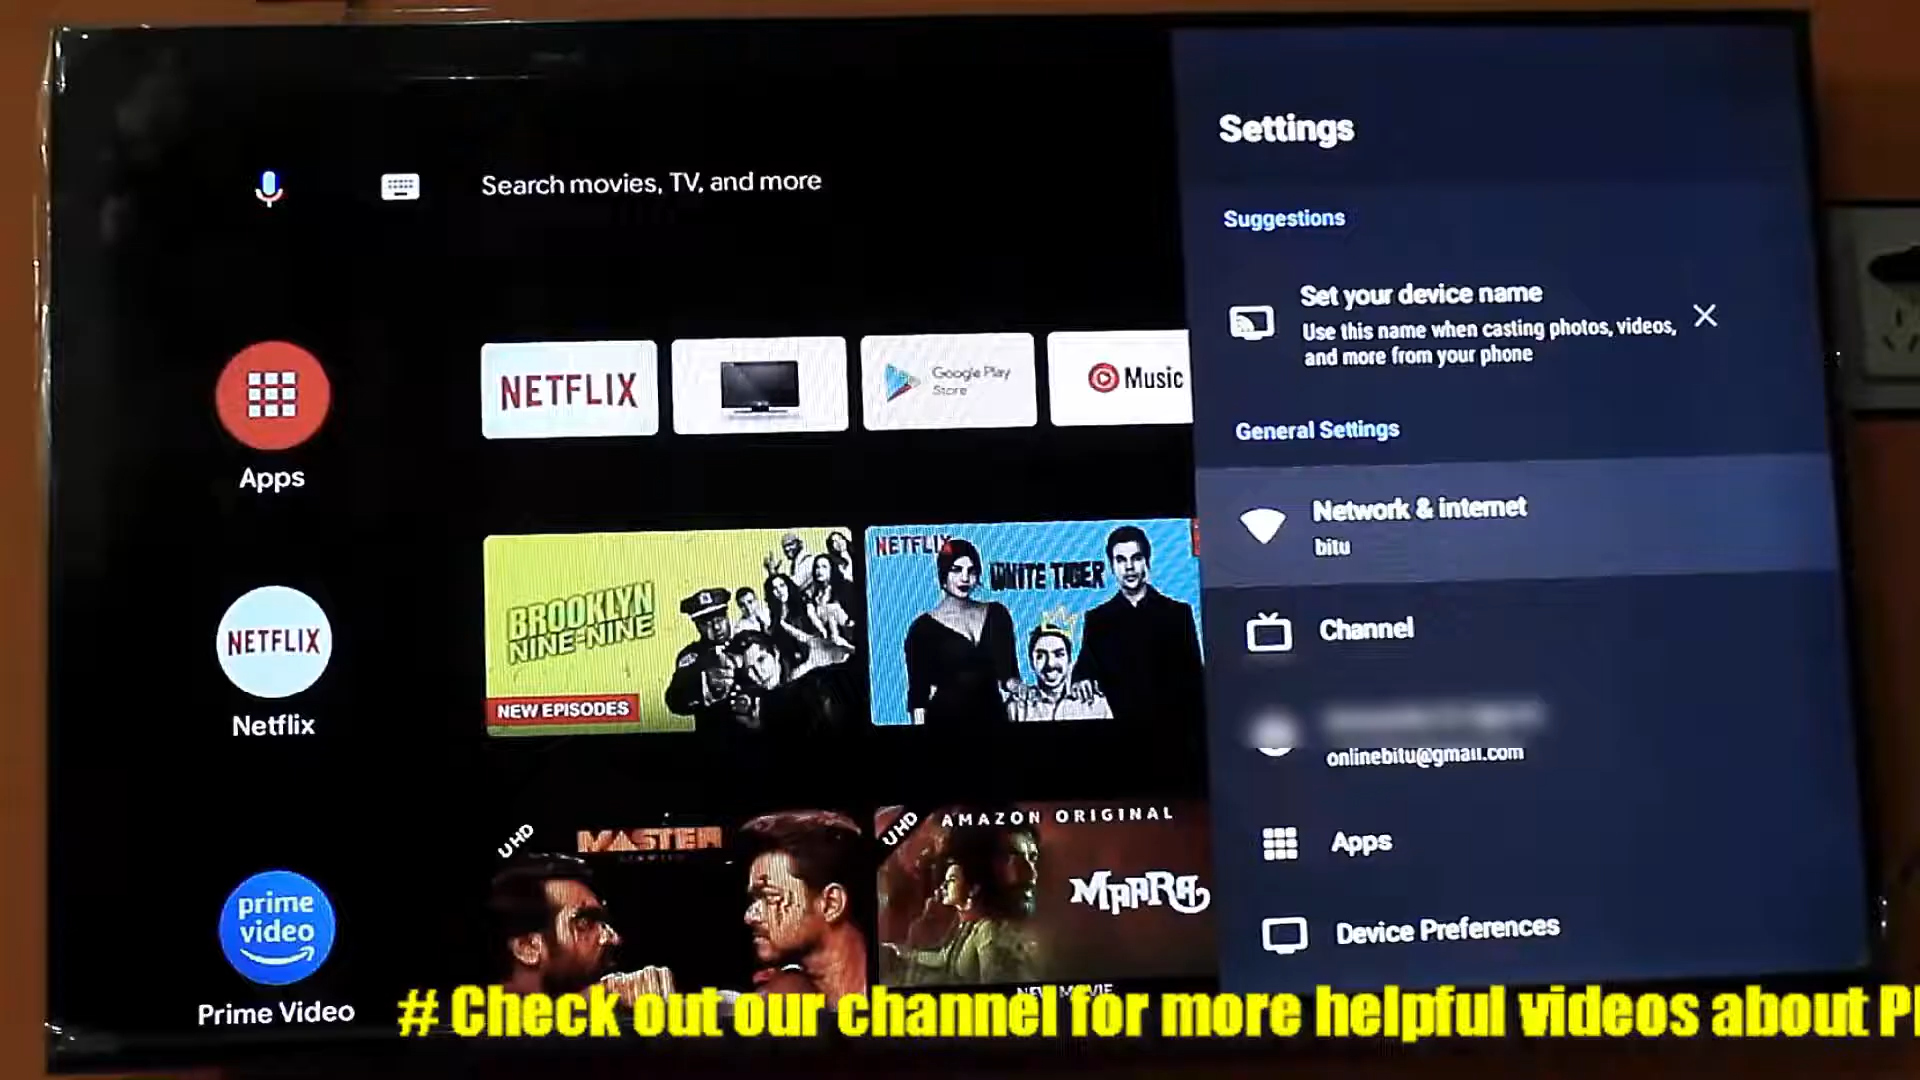 Search movies, TV, and more
Apps
NETFLIX
Google Play
Store
Music
BROOKLYN
NINE-NINE
NEW EPISODES
NETFLIX
WHITE TIGER
NETFLIX
Netflix
UHD
MASTER
UHD
AMAZON ORIGINAL
MAARA
NEW MOVIE
prime
video
Prime Video
Settings
Suggestions
Set your device name
Use this name when casting photos, videos,
and more from your phone
General Settings
Network & internet
bitu
Channel
onlinebitu@gmail.com
Apps
Device Preferences
# Check out our channel for more helpful videos about